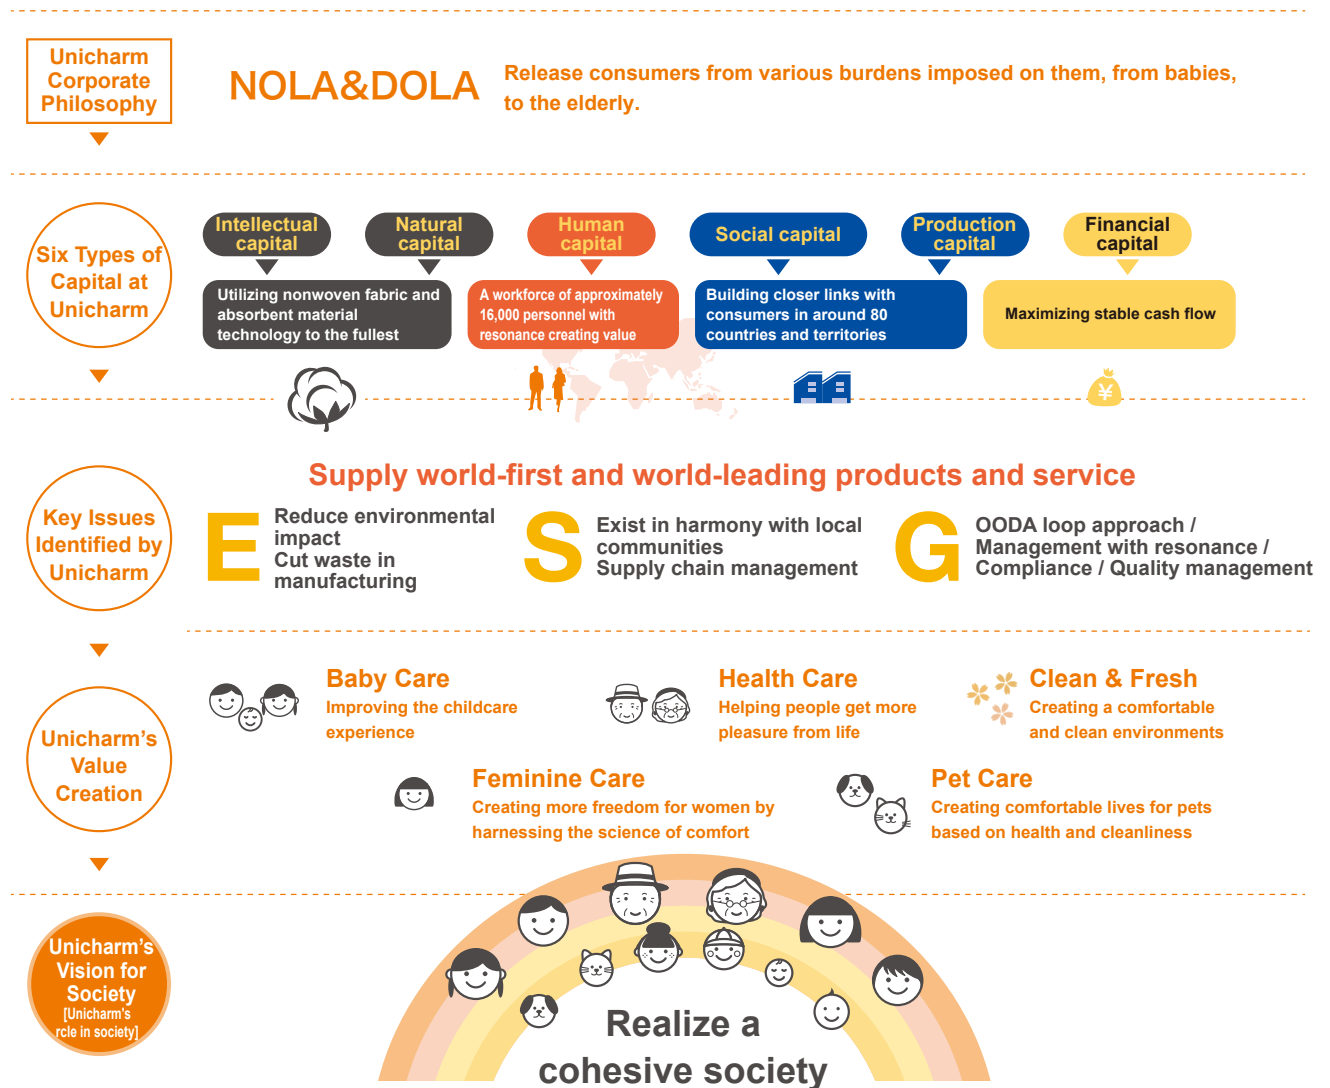 Unicharm
Corporate
Philosophy
NOLA&DOLA
Release consumers from various burdens imposed on them, from babies,
to the elderly.
Six Types of
Capital at
Unicharm
Intellectual
capital
Natural
capital
Human
capital
Social capital
Production
capital
Financial
capital
Utilizing nonwoven fabric and
absorbent material
technology to the fullest
A workforce of approximately
16,000 personnel with
resonance creating value
Building closer links with
consumers in around 80
countries and territories
Maximizing stable cash flow
¥
Key Issues
Identified by
Unicharm
Supply world-first and world-leading products and service
E
Reduce environmental
impact
Cut waste in
manufacturing
S
Exist in harmony with local
communities
Supply chain management
G
OODA loop approach /
Management with resonance /
Compliance / Quality management
Unicharm's
Value
Creation
Baby Care
Improving the childcare
experience
Health Care
Helping people get more
pleasure from life
Clean & Fresh
Creating a comfortable
and clean environments
Feminine Care
Creating more freedom for women by
harnessing the science of comfort
Pet Care
Creating comfortable lives for pets
based on health and cleanliness
Unicharm's
Vision for
Society
[Unicharm's
rcle in society]
Realize a
cohesive society